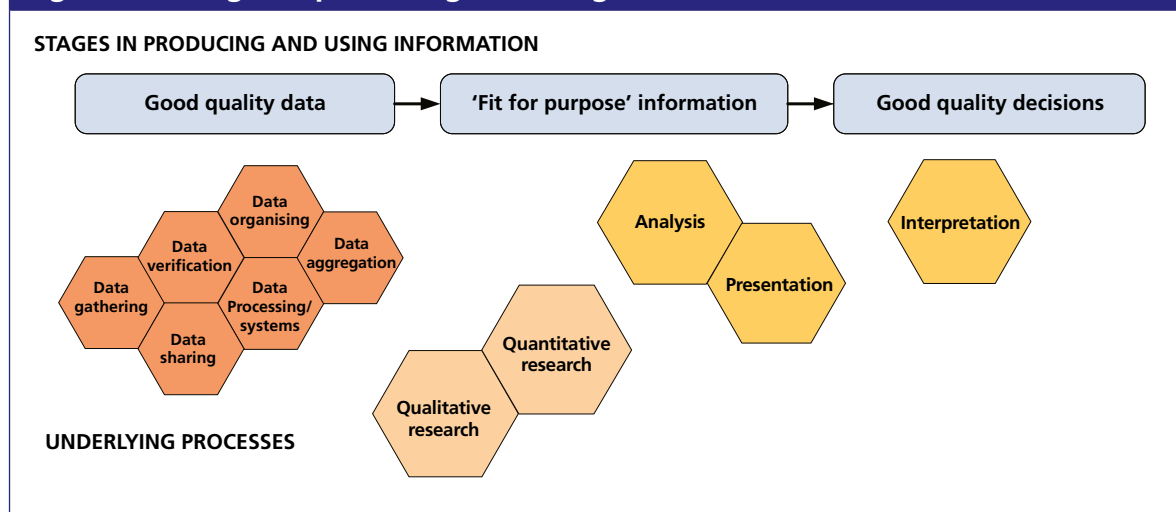 STAGES IN PRODUCING AND USING INFORMATION
Good quality data
‘Fit for purpose’ information
Good quality decisions
Data
organising
Data
verification
Data
aggregation
Data
gathering
Data
Processing/
systems
Data
sharing
Analysis
Presentation
Interpretation
Quantitative
research
Qualitative
research
UNDERLYING PROCESSES